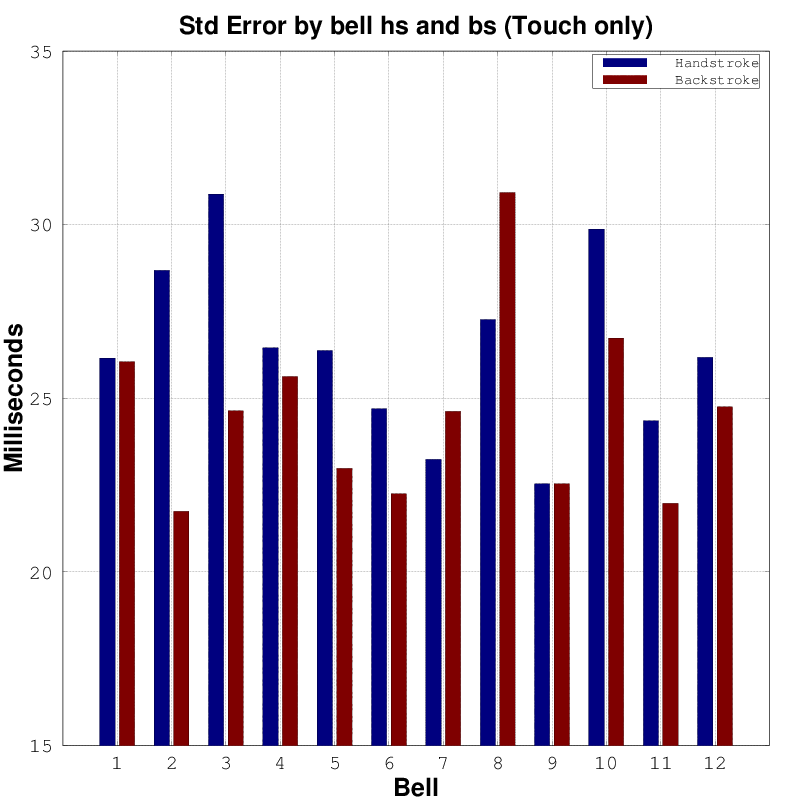 Std Error by bell hs and bs (Touch only)
Handstroke
Backstroke
35
30
25
20
15
Milliseconds
1 2 3 4 5 6 7 8 9 10 11 12
Bell